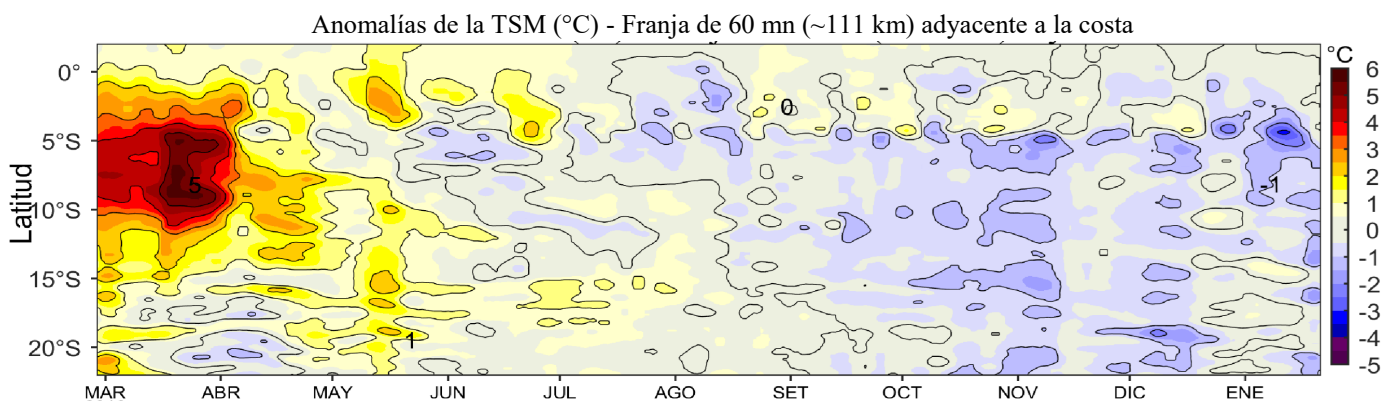 Anomalías de la TSM (°C) - Franja de 60 mn (~111 km) adyacente a la costa
°C
6
5
4
3
2
1
0
-1
-2
-3
-4
-5
Latitud
0°
5°S
10°S
15°S
20°S
0
5
-1
1
MAR ABR MAY JUN JUL AGO SET OCT NOV DIC ENE